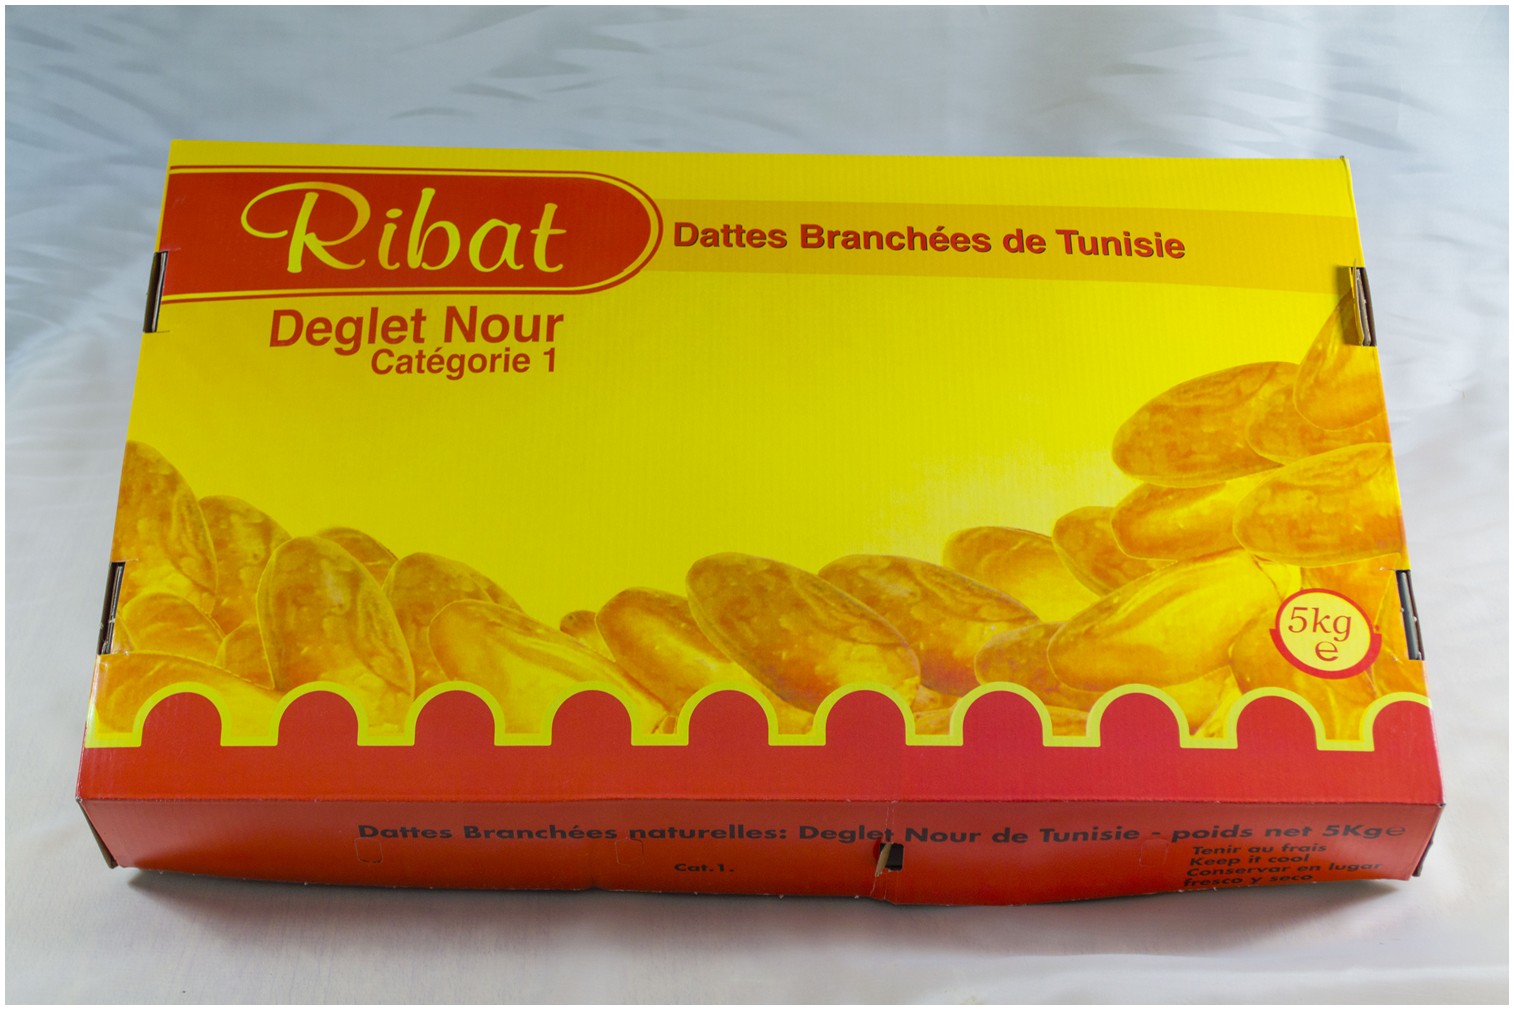 Ribat
Dattes Branchées de Tunisie
Deglet Nour
Catégorie 1
5kg
e
Dattes Branchées naturelles: Deglet Nour de Tunisie - poids net 5Kg e
Cat.1.
Tenir au frais
Keep it cool
Conservar en lugar
fresco y seco